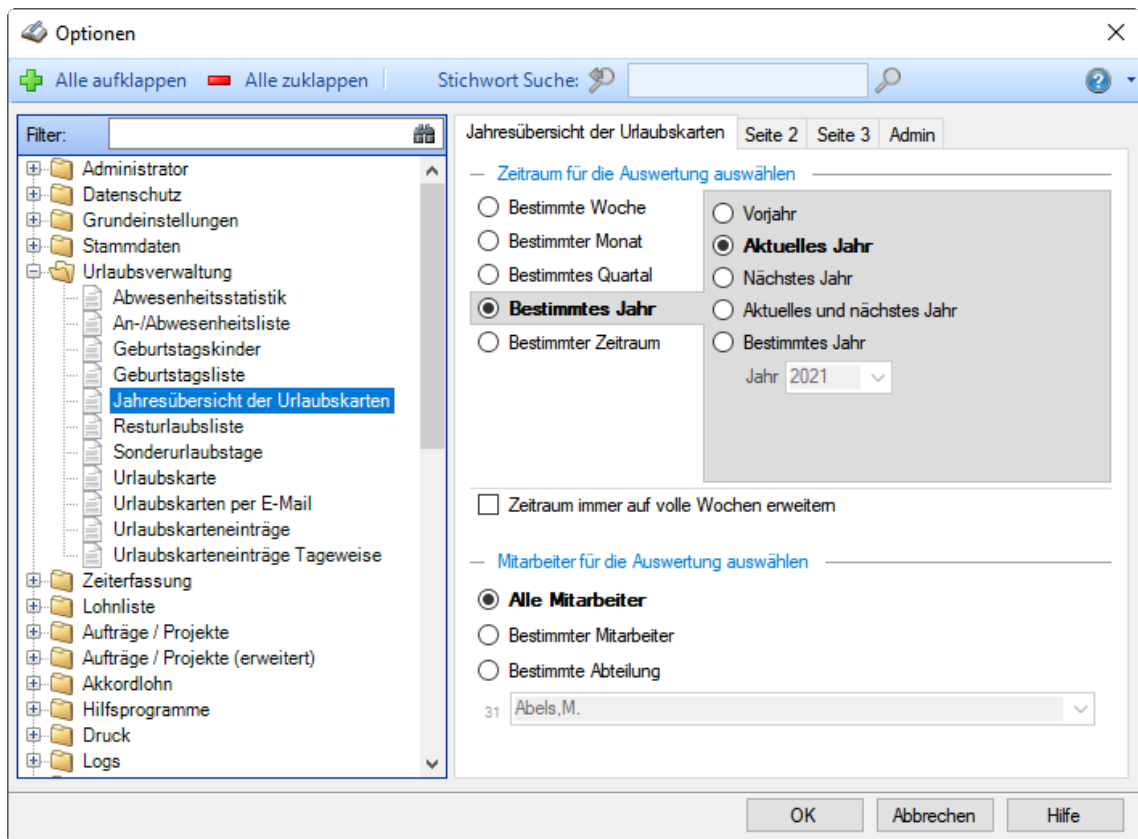 Optionen
Alle aufklappen Alle zuklappen Stichwort Suche:
Filter:
Administrator
Datenschutz
Grundeinstellungen
Stammdaten
Urlaubsverwaltung
Abwesenheitsstatistik
An-/Abwesenheitsliste
Geburtstagskinder
Geburtstagsliste
Jahresübersicht der Urlaubskarten
Resturlaubsliste
Sonderurlaubstage
Urlaubskarte
Urlaubskarten per E-Mail
Urlaubskarteneinträge
Urlaubskarteneinträge Tageweise
Zeiterfassung
Lohnliste
Aufträge / Projekte
Aufträge / Projekte (erweitert)
Akkordlohn
Hilfsprogramme
Druck
Logs
Jahresübersicht der Urlaubskarten Seite 2 Seite 3 Admin
Zeitraum für die Auswertung auswählen
Bestimmte Woche
Bestimmter Monat
Bestimmtes Quartal
Bestimmtes Jahr
Bestimmter Zeitraum
Vorjahr
Aktuelles Jahr
Nächstes Jahr
Aktuelles und nächstes Jahr
Bestimmtes Jahr
Jahr 2021
Zeitraum immer auf volle Wochen erweitern
Mitarbeiter für die Auswertung auswählen
Alle Mitarbeiter
Bestimmter Mitarbeiter
Bestimmte Abteilung
31 Abels,M.
OK Abbrechen Hilfe